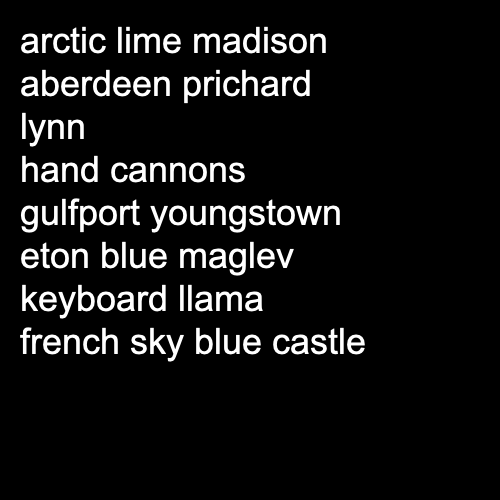 arctic lime madison
aberdeen prichard
lynn
hand cannons
gulfport youngstown
eton blue maglev
keyboard llama
french sky blue castle